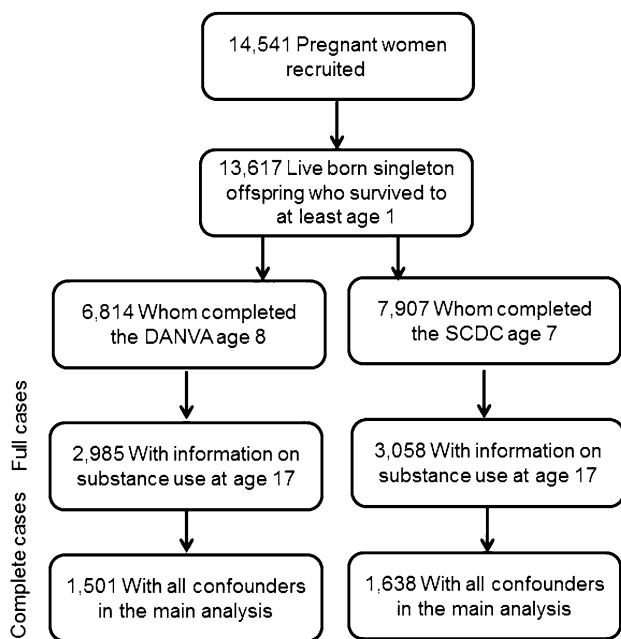 14,541 Pregnant women
recruited
13,617 Live born singleton
offspring who survived to
at least age 1
6,814 Whom completed
the DANVA age 8
7,907 Whom completed
the SCDC age 7
Full cases
2,985 With information on
substance use at age 17
3,058 With information on
substance use at age 17
Complete cases
1,501 With all confounders
in the main analysis
1,638 With all confounders
in the main analysis